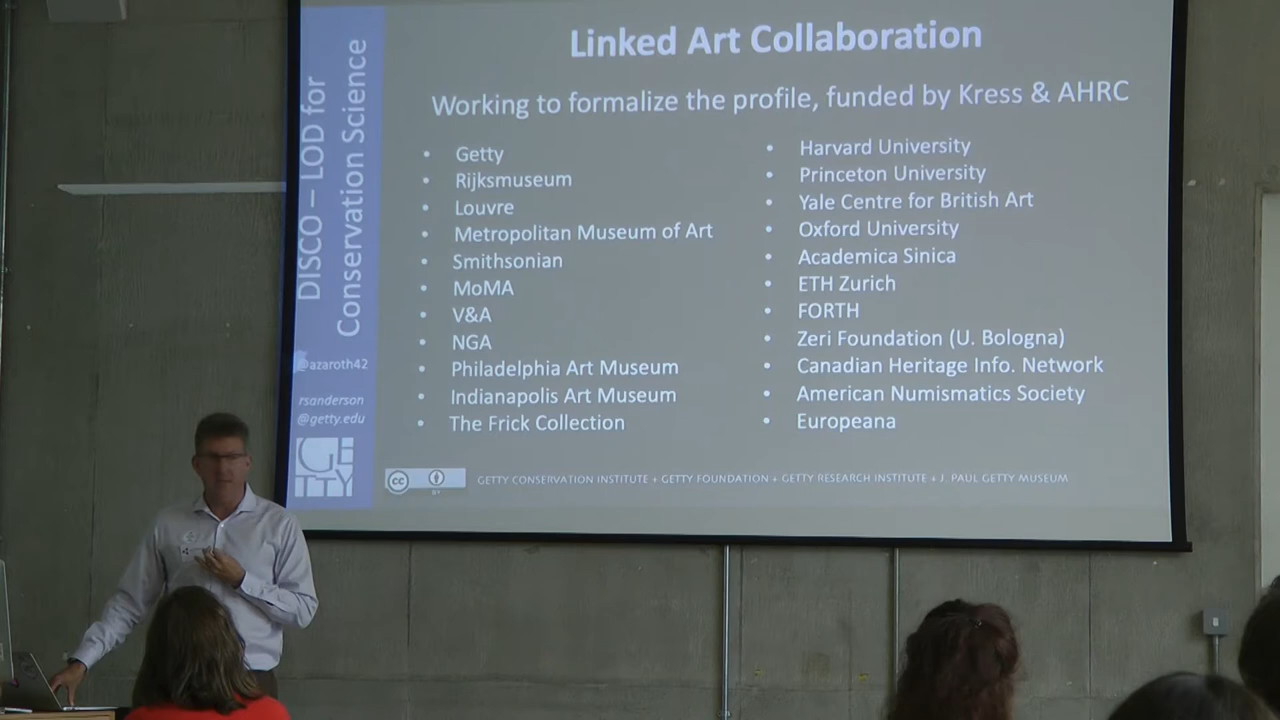 Linked Art Collaboration
Working to formalize the profile, funded by Kress & AHRC
• Getty
• Rijksmuseum
• Louvre
• Metropolitan Museum of Art
• Smithsonian
• MoMA
• V&A
• NGA
• Philadelphia Art Museum
• Indianapolis Art Museum
• The Frick Collection
• Harvard University
• Princeton University
• Yale Centre for British Art
• Oxford University
• Academica Sinica
• ETH Zurich
• FORTH
• Zeri Foundation (U. Bologna)
• Canadian Heritage Info. Network
• American Numismatics Society
• Europeana
DISCO – LOD for
Conservation Science
@azaroth42
rsanderson
@getty.edu
GETTY
cc
GETTY CONSERVATION INSTITUTE + GETTY FOUNDATION + GETTY RESEARCH INSTITUTE + J. PAUL GETTY MUSEUM